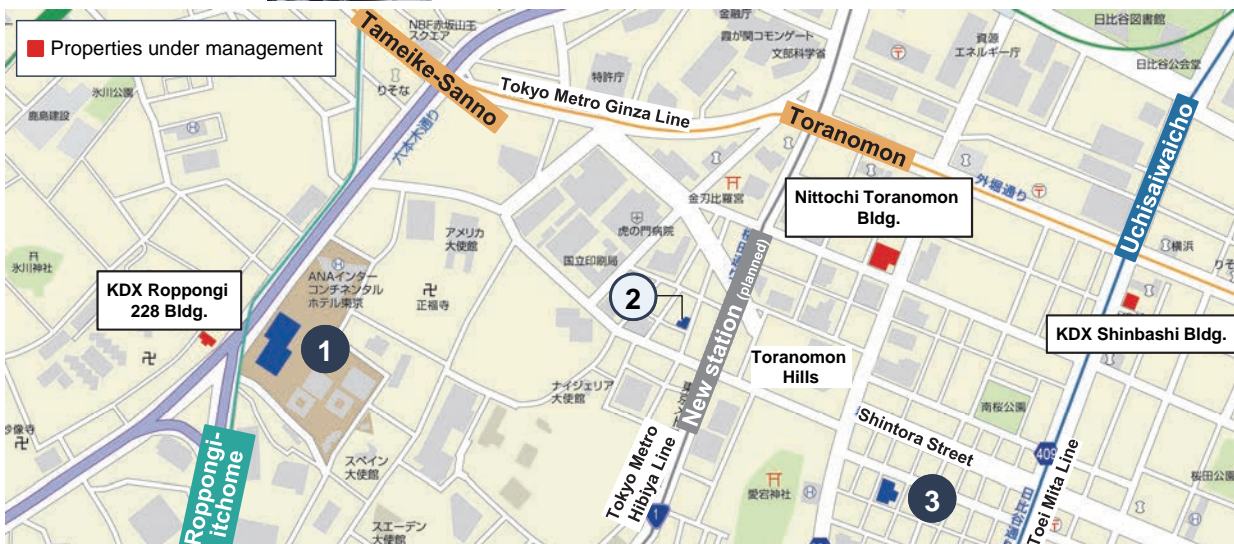 Properties under management
NBF赤坂山王
スクエア
金融庁
霞が関コモンゲート
文部科学省
資源
エネルギー庁
日比谷図書館
日比谷公会堂
Tameike-Sanno
りそな
特許庁
Tokyo Metro Ginza Line
Toranomon
Uchisaiwaicho
氷川公園
鹿島建設
六本木通り
外堀通り
金刀比羅宮
Nittochi Toranomon
Bldg.
虎の門病院
アメリカ
大使館
国立印刷局
横浜
りそ
氷川神社
ANAインター
コンチネンタル
ホテル東京
正福寺
KDX Roppongi
228 Bldg.
1
2
New station (planned)
KDX Shinbashi Bldg.
Toranomon
Hills
ナイジェリア
大使館
南桜公園
Shintora Street
409
妙像寺
スペイン
大使館
Roppongi-
itchome
Tokyo Metro
Hibiya Line
愛宕神社
3
Toei Mita Line
桜田公園
スエーデン
大使館
1